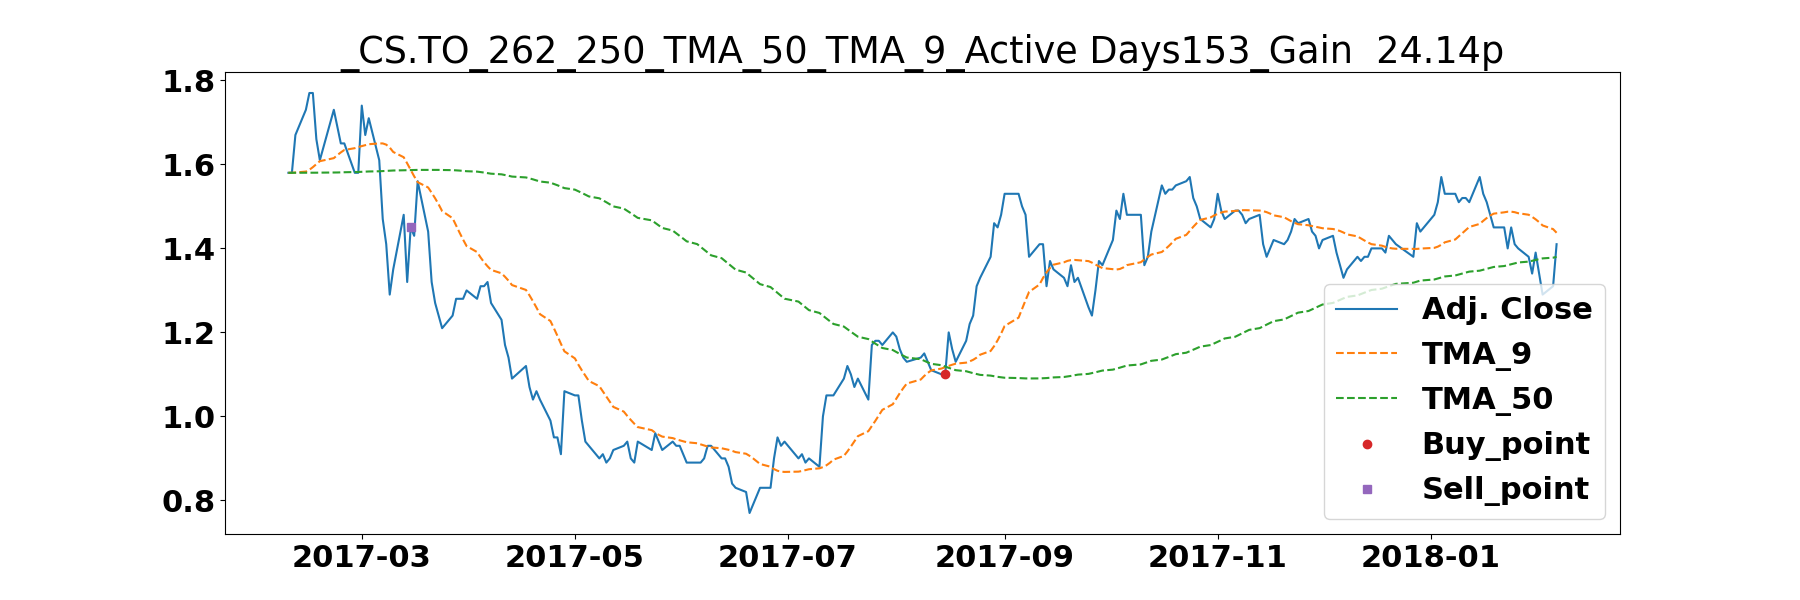 _CS.TO_262_250_TMA_50_TMA_9_Active Days153_Gain  24.14p
1.8
1.6
1.4
1.2
1.0
0.8
2017-03 2017-05 2017-07 2017-09 2017-11 2018-01
Adj. Close
TMA_9
TMA_50
Buy_point
Sell_point